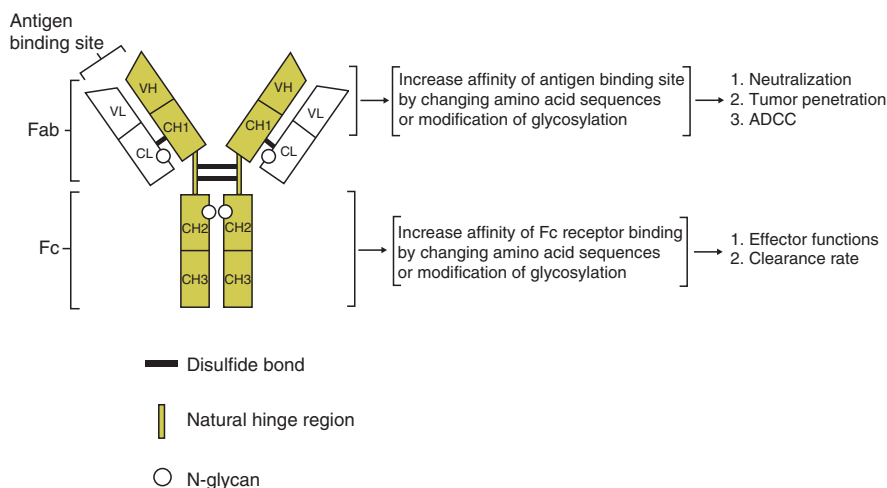 Antigen
binding site
Fab
VH
VH
VL
VL
CH1
CH1
CL
CL
Increase affinity of antigen binding site
by changing amino acid sequences
or modification of glycosylation
1. Neutralization
2. Tumor penetration
3. ADCC
Fc
CH2
CH2
CH3
CH3
Increase affinity of Fc receptor binding
by changing amino acid sequences
or modification of glycosylation
1. Effector functions
2. Clearance rate
Disulfide bond
Natural hinge region
N-glycan